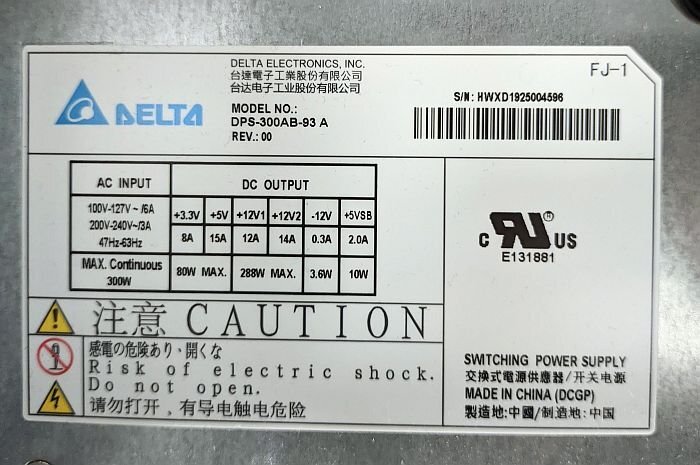 DELTA
DELTA ELECTRONICS, INC.
台達電子工業股份有限公司
台达电子工业股份有限公司
MODEL NO.:
DPS-300AB-93 A
REV.: 00
FJ-1
S/N: HWXD1925004596
AC INPUT DC OUTPUT
100V-127V~/6A
200V-240V~/3A
47Hz-63Hz
+3.3V +5V +12V1 +12V2 -12V +5VSB
8A 15A 12A 14A 0.3A 2.0A
MAX. Continuous
300W
80W MAX. 288W MAX. 3.6W 10W
c RU ® US
E131881
注意 CAUTION
感電の危険あり、開くな
Risk of electric shock.
Do not open.
请勿打开，有导电触电危险
SWITCHING POWER SUPPLY
交換式電源供應器/开关电源
MADE IN CHINA (DCGP)
製造地:中國/制造地:中国